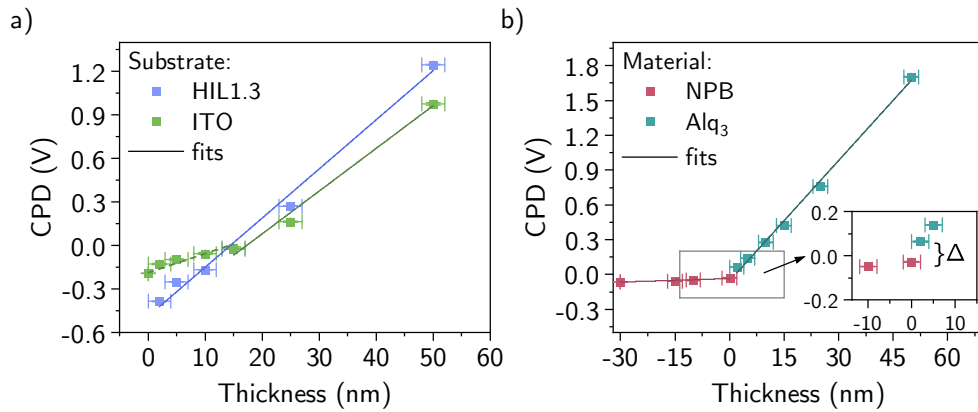 a)
Substrate:
HIL1.3
ITO
fits
CPD (V)
1.2
0.9
0.6
0.3
0.0
-0.3
-0.6
0 10 20 30 40 50 60
Thickness (nm)
b)
Material:
NPB
Alq₃
fits
CPD (V)
1.8
1.5
1.2
0.9
0.6
0.3
0.0
-0.3
-30 -15 0 15 30 45 60
Thickness (nm)
0.2
0.0
-0.2
-10 0 10
}Δ